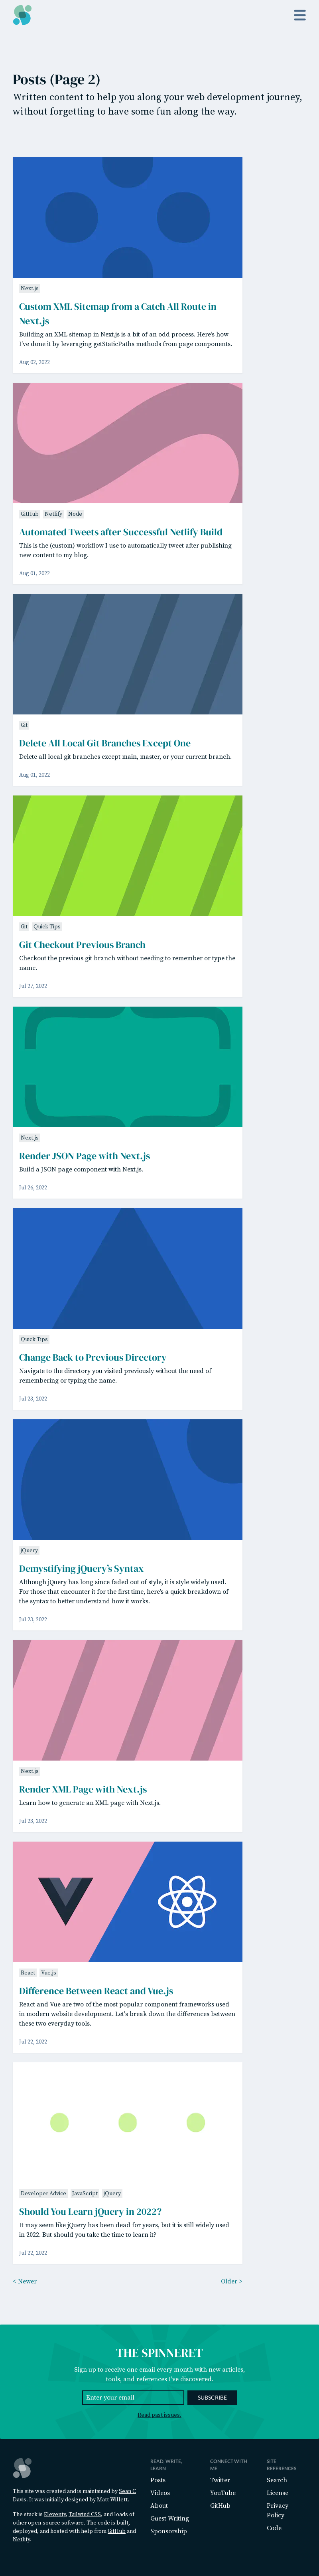 Posts (Page 2)
Written content to help you along your web development journey,
without forgetting to have some fun along the way.
Next.js
Custom XML Sitemap from a Catch All Route in
Next.js
Building an XML sitemap in Next.js is a bit of an odd process. Here's how
I've done it by leveraging getStaticPaths methods from page components.
Aug 02, 2022
GitHub Netlify Node
Automated Tweets after Successful Netlify Build
This is the (custom) workflow I use to automatically tweet after publishing
new content to my blog.
Aug 01, 2022
Git
Delete All Local Git Branches Except One
Delete all local git branches except main, master, or your current branch.
Aug 01, 2022
Git Quick Tips
Git Checkout Previous Branch
Checkout the previous git branch without needing to remember or type the
name.
Jul 27, 2022
Next.js
Render JSON Page with Next.js
Build a JSON page component with Next.js.
Jul 26, 2022
Quick Tips
Change Back to Previous Directory
Navigate to the directory you visited previously without the need of
remembering or typing the name.
Jul 23, 2022
jQuery
Demystifying jQuery's Syntax
Although jQuery has long since faded out of style, it is style widely used.
For those that encounter it for the first time, here's a quick breakdown of
the syntax to better understand how it works.
Jul 23, 2022
Next.js
Render XML Page with Next.js
Learn how to generate an XML page with Next.js.
Jul 23, 2022
React Vue.js
Difference Between React and Vue.js
React and Vue are two of the most popular component frameworks used
in modern website development. Let's break down the differences between
these two everyday tools.
Jul 22, 2022
Developer Advice JavaScript jQuery
Should You Learn jQuery in 2022?
It may seem like jQuery has been dead for years, but it is still widely used
in 2022. But should you take the time to learn it?
Jul 22, 2022
< Newer
Older >
THE SPINNERET
Sign up to receive one email every month with new articles,
tools, and references I've discovered.
Enter your email
SUBSCRIBE
Read past issues.
This site was created and is maintained by Sean C
Davis. It was initially designed by Matt Willett.
The stack is Eleventy, Tailwind CSS, and loads of
other open source software. The code is built,
deployed, and hosted with help from GitHub and
Netlify.
READ, WRITE,
LEARN
Posts
Videos
About
Guest Writing
Sponsorship
CONNECT WITH
ME
Twitter
YouTube
GitHub
SITE
REFERENCES
Search
License
Privacy
Policy
Code